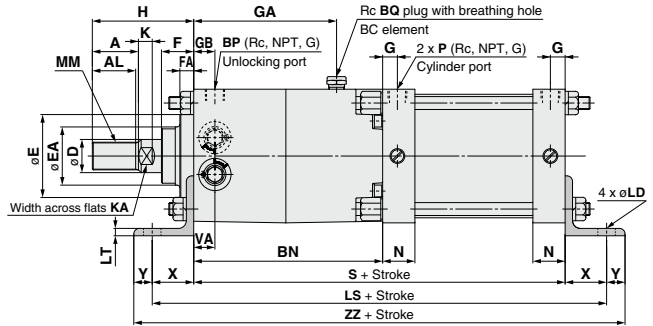 H
GA
Rc BQ plug with breathing hole
BC element
A
K
F
GB
BP (Rc, NPT, G)
Unlocking port
G
2 x P (Rc, NPT, G)
Cylinder port
G
MM
AL
FA
øE
øEA
øD
Width across flats KA
4 x øLD
LT
VA
Y
X
BN
N
N
S + Stroke
X
Y
LS + Stroke
ZZ + Stroke